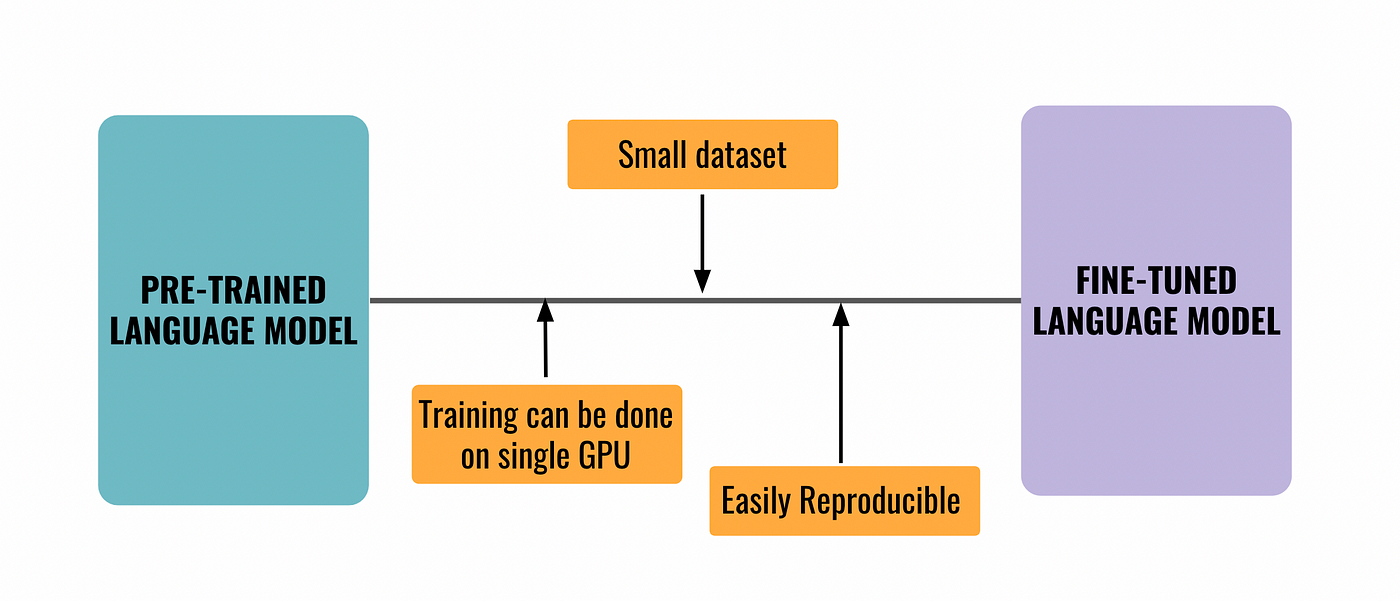 PRE-TRAINED
LANGUAGE MODEL
Small dataset
Training can be done
on single GPU
Easily Reproducible
FINE-TUNED
LANGUAGE MODEL